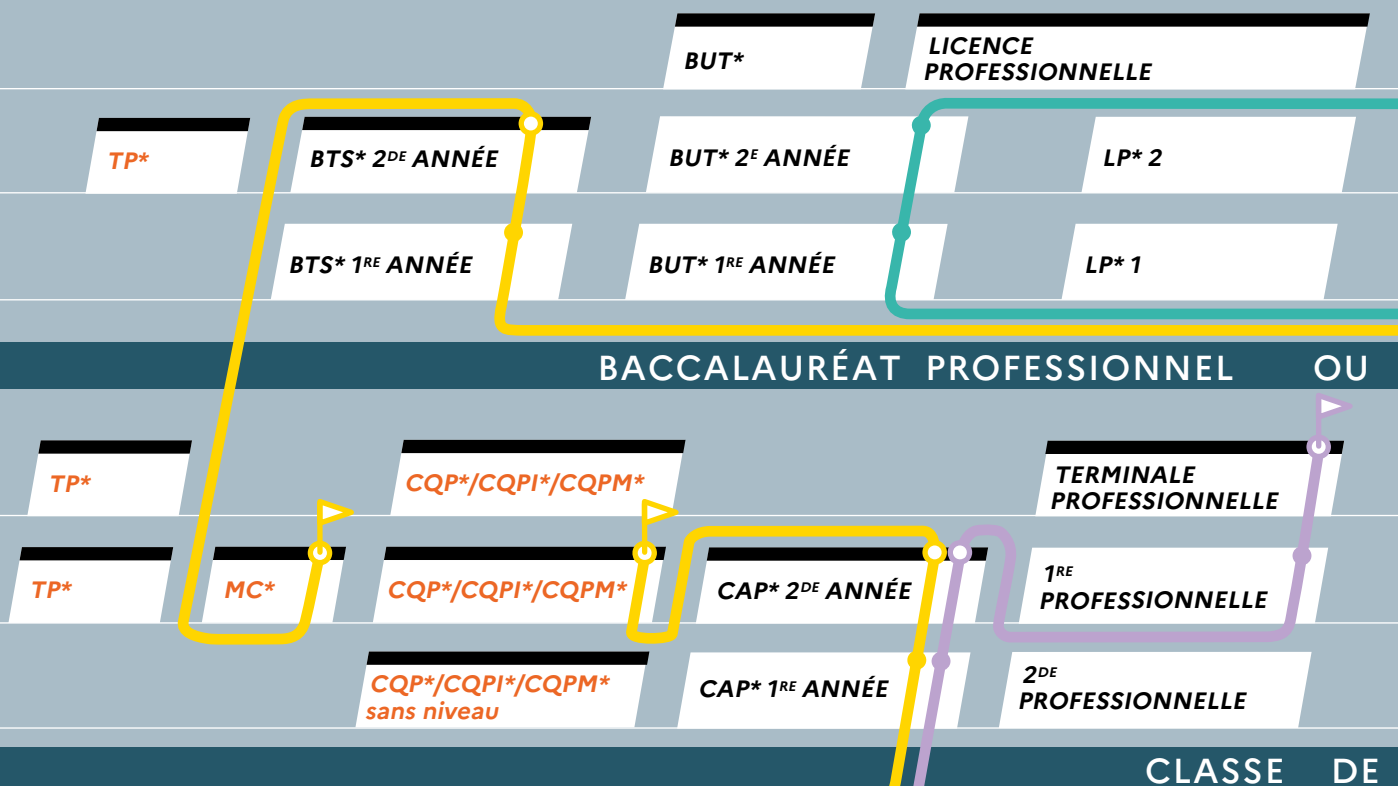 BUT*
LICENCE
PROFESSIONNELLE
TP*
BTS* 2DE ANNÉE
BUT* 2E ANNÉE
LP* 2
BTS* 1RE ANNÉE
BUT* 1RE ANNÉE
LP* 1
BACCALAURÉAT PROFESSIONNEL OU
TP*
CQP*/CQPI*/CQPM*
TERMINALE
PROFESSIONNELLE
TP*
MC*
CQP*/CQPI*/CQPM*
CAP* 2DE ANNÉE
1RE
PROFESSIONNELLE
CQP*/CQPI*/CQPM*
sans niveau
CAP* 1RE ANNÉE
2DE
PROFESSIONNELLE
CLASSE DE